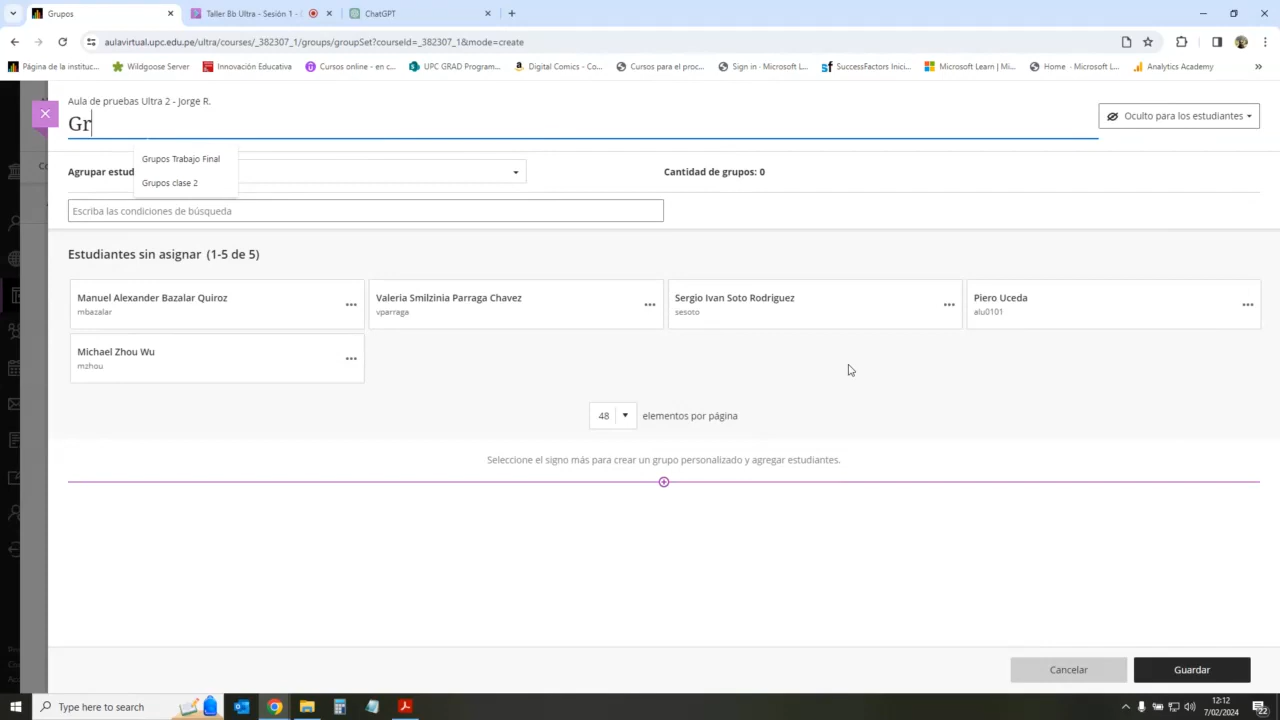 Grupos
Taller Bb Ultra - Sesión 1 -
ChatGPT
aulavirtual.upc.edu.pe/ultra/courses/_382307_1/groups/groupSet?courseId=_382307_1&mode=create
Página de la instituc...
Wildgoose Server
Innovación Educativa
Cursos online - en c...
UPC GRAD Program...
Digital Comics - Co...
Cursos para el proc...
Sign in · Microsoft L...
SuccessFactors Inici...
Microsoft Learn | Mi...
Home · Microsoft L...
Analytics Academy
Aula de pruebas Ultra 2 - Jorge R.
Gr
Oculto para los estudiantes
Grupos Trabajo Final
Grupos clase 2
Agrupar estud
Cantidad de grupos: 0
Escriba las condiciones de búsqueda
Estudiantes sin asignar (1-5 de 5)
Manuel Alexander Bazalar Quiroz
mbazalar
Valeria Smilzinia Parraga Chavez
vparraga
Sergio Ivan Soto Rodriguez
sesoto
Piero Uceda
alu0101
Michael Zhou Wu
mzhou
48 elementos por página
Seleccione el signo más para crear un grupo personalizado y agregar estudiantes.
Cancelar
Guardar
Type here to search
12:12
7/02/2024
22